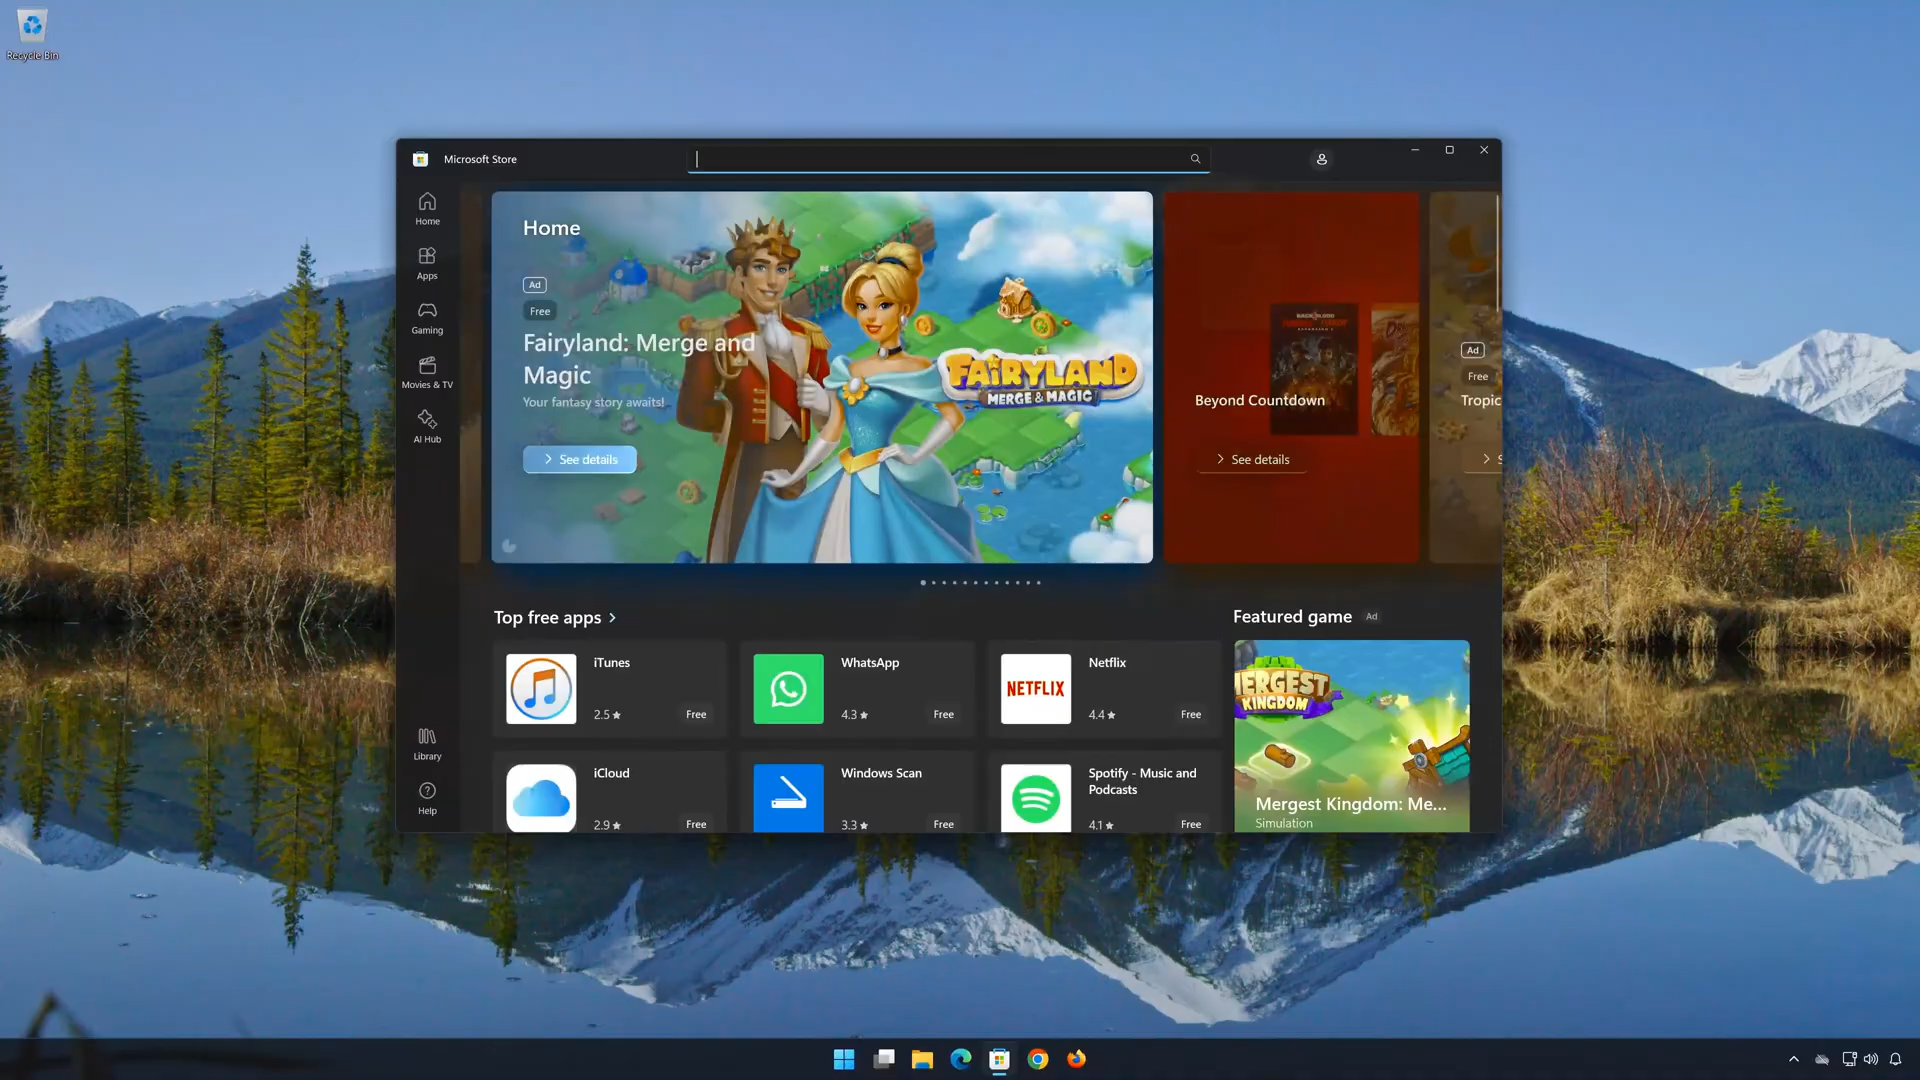 Recycle Bin
Microsoft Store
Home
Apps
Gaming
Movies & TV
AI Hub
Library
Help
Home
Ad
Free
Fairyland: Merge and
Magic
Your fantasy story awaits!
See details
FAIRYLAND
MERGE & MAGIC
Beyond Countdown
See details
Ad
Free
Tropic
S
Top free apps
iTunes
2.5
Free
WhatsApp
4.3
Free
NETFLIX
Netflix
4.4
Free
iCloud
2.9
Free
Windows Scan
3.3
Free
Spotify - Music and
Podcasts
4.1
Free
Featured game Ad
MERGEST
KINGDOM
Mergest Kingdom: Me...
Simulation